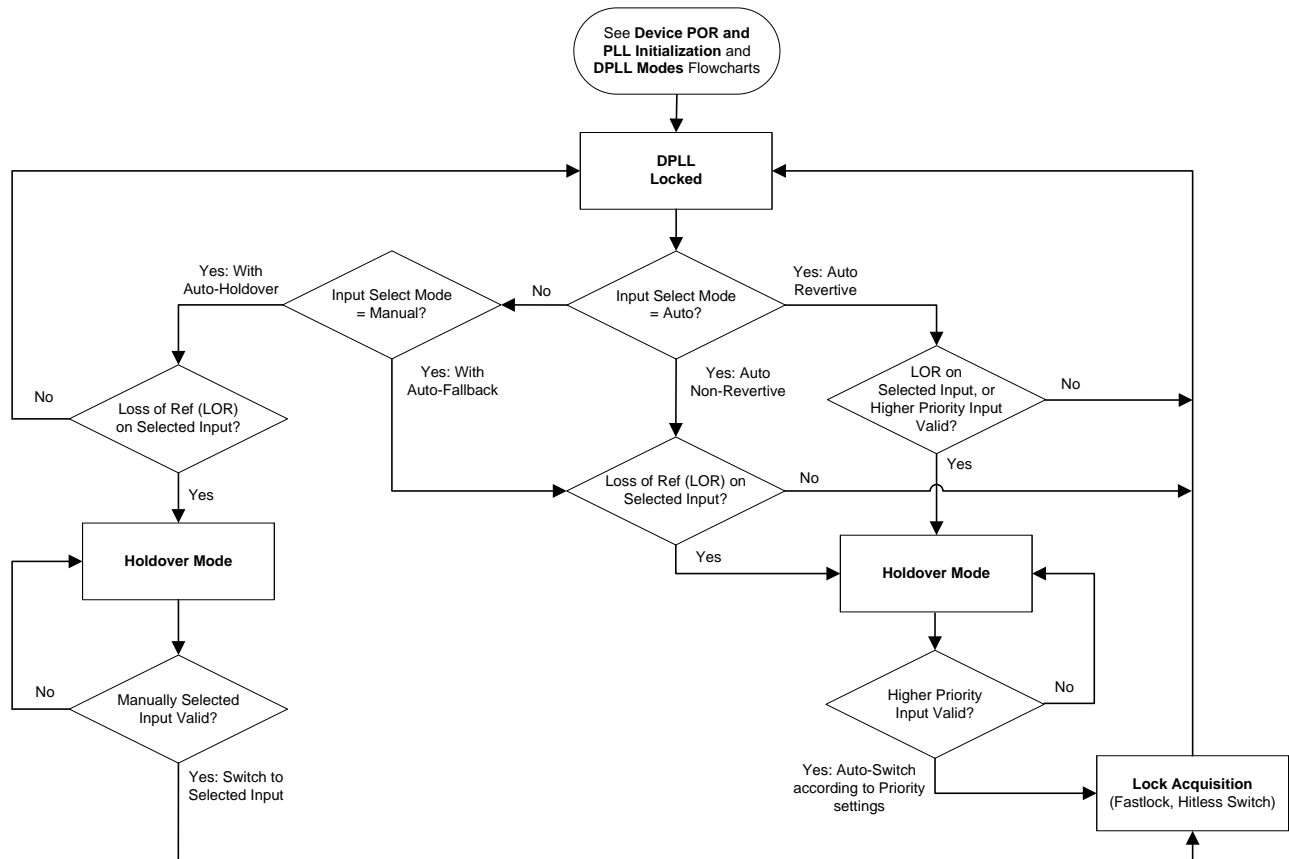 See Device POR and
PLL Initialization and
DPLL Modes Flowcharts
DPLL
Locked
Yes: With
Auto-Holdover
Input Select Mode
= Manual?
No
Input Select Mode
= Auto?
Yes: Auto
Revertive
Yes: With
Auto-Fallback
Yes: Auto
Non-Revertive
No
Loss of Ref (LOR)
on Selected Input?
LOR on
Selected Input, or
Higher Priority Input
Valid?
No
Yes
Loss of Ref (LOR) on
Selected Input?
No
Yes
Holdover Mode
Yes
Holdover Mode
No
Manually Selected
Input Valid?
Higher Priority
Input Valid?
No
Yes: Switch to
Selected Input
Yes: Auto-Switch
according to Priority
settings
Lock Acquisition
(Fastlock, Hitless Switch)